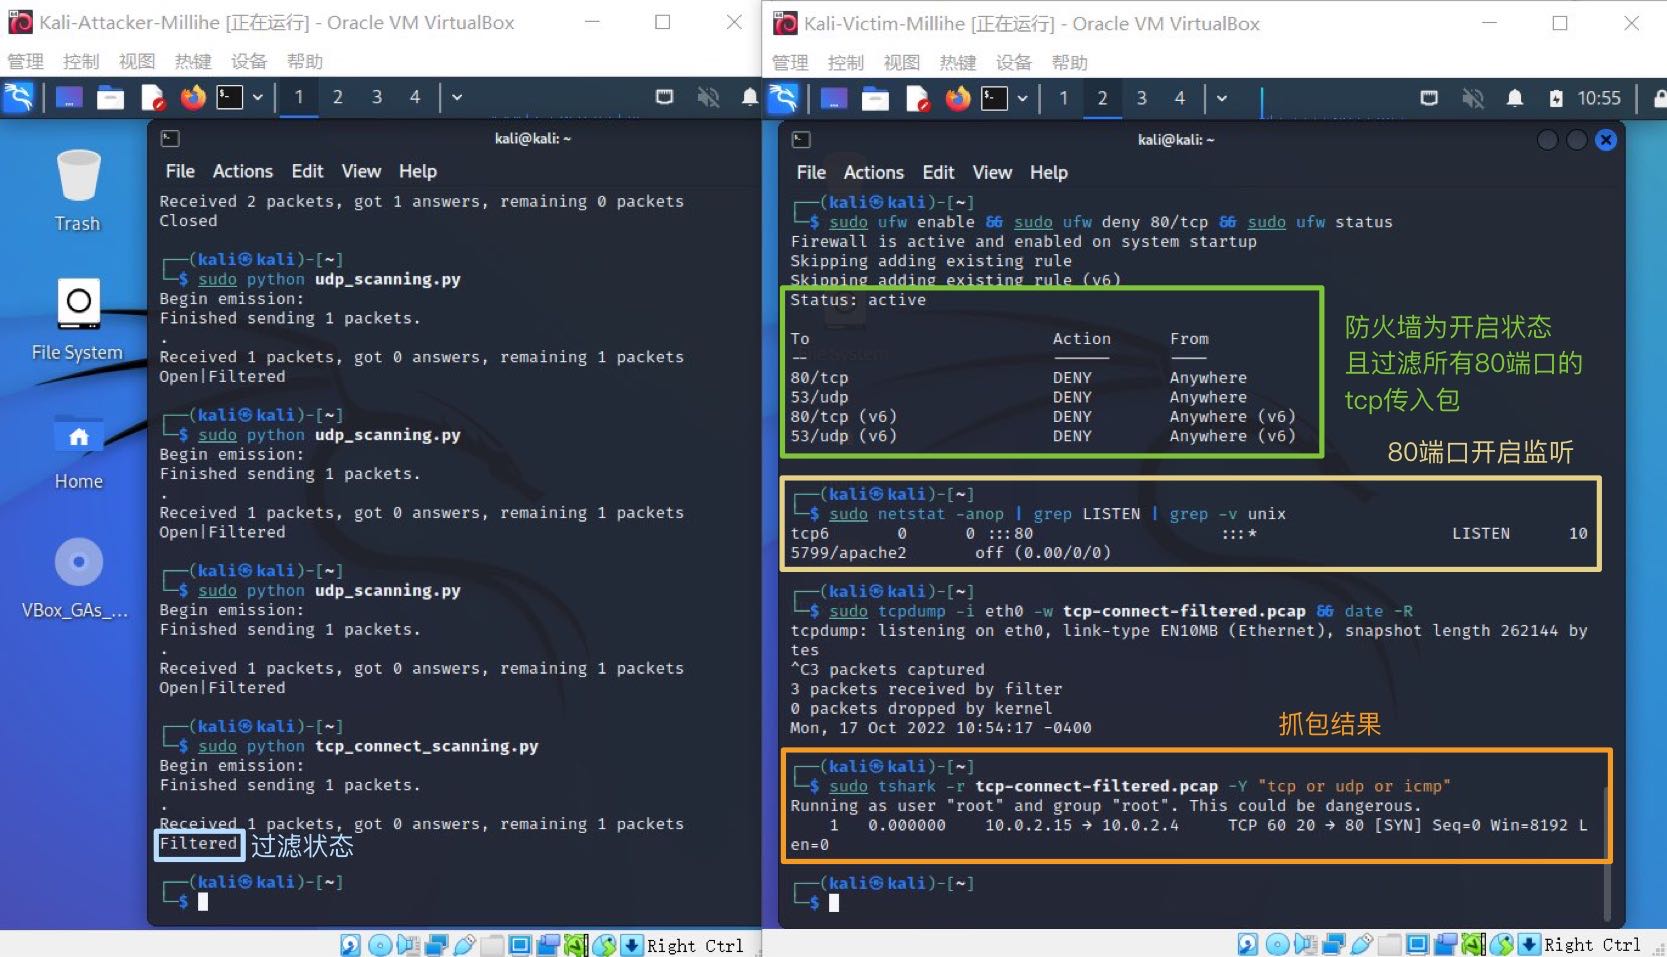 Kali-Attacker-Millihe [正在运行] - Oracle VM VirtualBox
管理 控制 视图 热键 设备 帮助
1 2 3 4
Trash
File System
Home
VBox_GAs_...
kali@kali: ~
File Actions Edit View Help
Received 2 packets, got 1 answers, remaining 0 packets
Closed
┌──(kali㉿kali)-[~]
└─$ sudo python udp_scanning.py
Begin emission:
Finished sending 1 packets.
.
Received 1 packets, got 0 answers, remaining 1 packets
Open|Filtered
┌──(kali㉿kali)-[~]
└─$ sudo python udp_scanning.py
Begin emission:
Finished sending 1 packets.
.
Received 1 packets, got 0 answers, remaining 1 packets
Open|Filtered
┌──(kali㉿kali)-[~]
└─$ sudo python udp_scanning.py
Begin emission:
Finished sending 1 packets.
.
Received 1 packets, got 0 answers, remaining 1 packets
Open|Filtered
┌──(kali㉿kali)-[~]
└─$ sudo python tcp_connect_scanning.py
Begin emission:
Finished sending 1 packets.
.
Received 1 packets, got 0 answers, remaining 1 packets
Filtered 过滤状态
┌──(kali㉿kali)-[~]
└─$
Right Ctrl
Kali-Victim-Millihe [正在运行] - Oracle VM VirtualBox
管理 控制 视图 热键 设备 帮助
1 2 3 4 10:55
kali@kali: ~
File Actions Edit View Help
┌──(kali㉿kali)-[~]
└─$ sudo ufw enable && sudo ufw deny 80/tcp && sudo ufw status
Firewall is active and enabled on system startup
Skipping adding existing rule
Skipping adding existing rule (v6)
Status: active
To Action From
-- ------ ----
80/tcp DENY Anywhere
53/udp DENY Anywhere
80/tcp (v6) DENY Anywhere (v6)
53/udp (v6) DENY Anywhere (v6)
防火墙为开启状态
且过滤所有80端口的
tcp传入包
80端口开启监听
┌──(kali㉿kali)-[~]
└─$ sudo netstat -anop | grep LISTEN | grep -v unix
tcp6 0 0 :::80 :::* LISTEN 10
5799/apache2 off (0.00/0/0)
┌──(kali㉿kali)-[~]
└─$ sudo tcpdump -i eth0 -w tcp-connect-filtered.pcap && date -R
tcpdump: listening on eth0, link-type EN10MB (Ethernet), snapshot length 262144 by
tes
^C3 packets captured
3 packets received by filter
0 packets dropped by kernel
Mon, 17 Oct 2022 10:54:17 -0400
抓包结果
┌──(kali㉿kali)-[~]
└─$ sudo tshark -r tcp-connect-filtered.pcap -Y "tcp or udp or icmp"
Running as user "root" and group "root". This could be dangerous.
1 0.000000 10.0.2.15 → 10.0.2.4 TCP 60 20 → 80 [SYN] Seq=0 Win=8192 L
en=0
┌──(kali㉿kali)-[~]
└─$
Right Ctrl